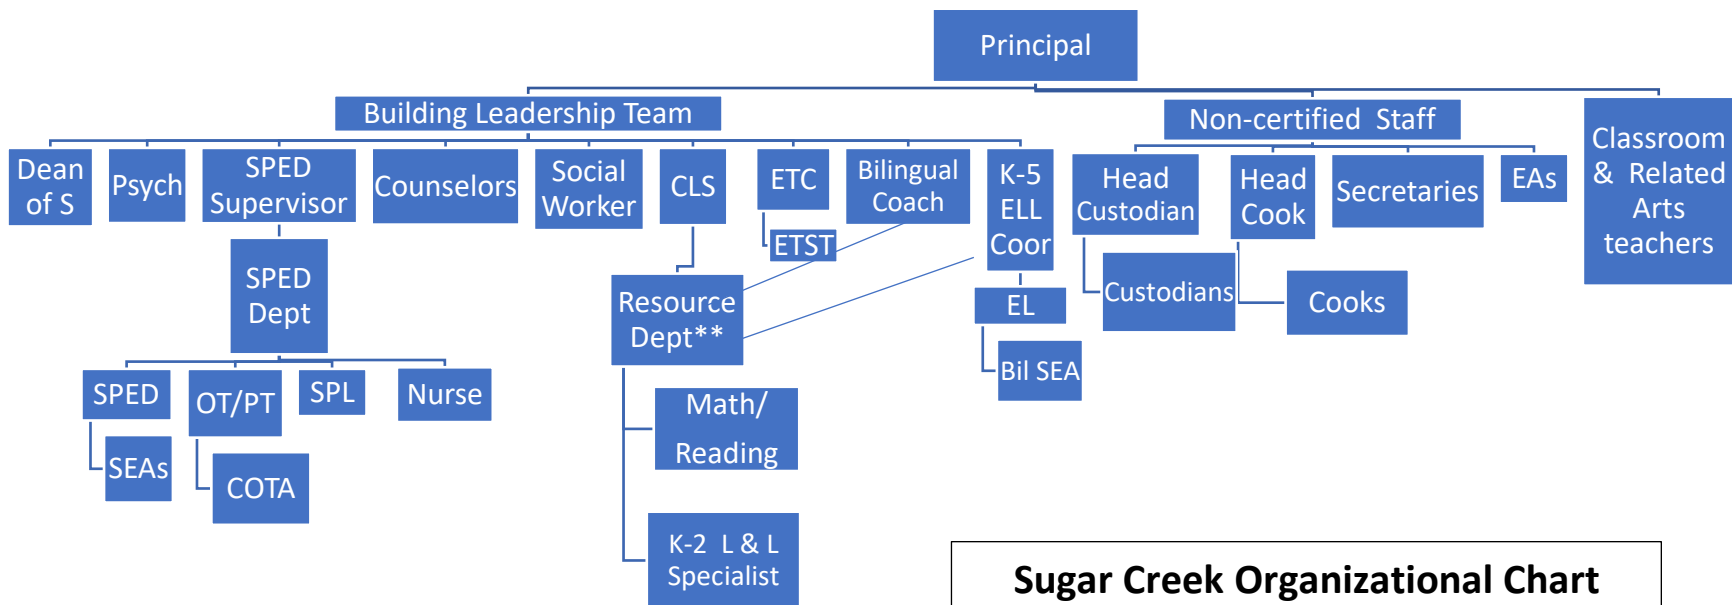 Principal
Building Leadership Team
Non-certified Staff
Classroom
& Related
Arts
teachers
Dean
of S
Psych
SPED
Supervisor
Counselors
Social
Worker
CLS
ETC
Bilingual
Coach
K-5
ELL
Coor
Head
Custodian
Head
Cook
Secretaries
EAs
ETST
SPED
Dept
Resource
Dept**
EL
Custodians
Cooks
Bil SEA
SPED
OT/PT
SPL
Nurse
Math/
Reading
SEAs
COTA
K-2 L & L
Specialist
Sugar Creek Organizational Chart